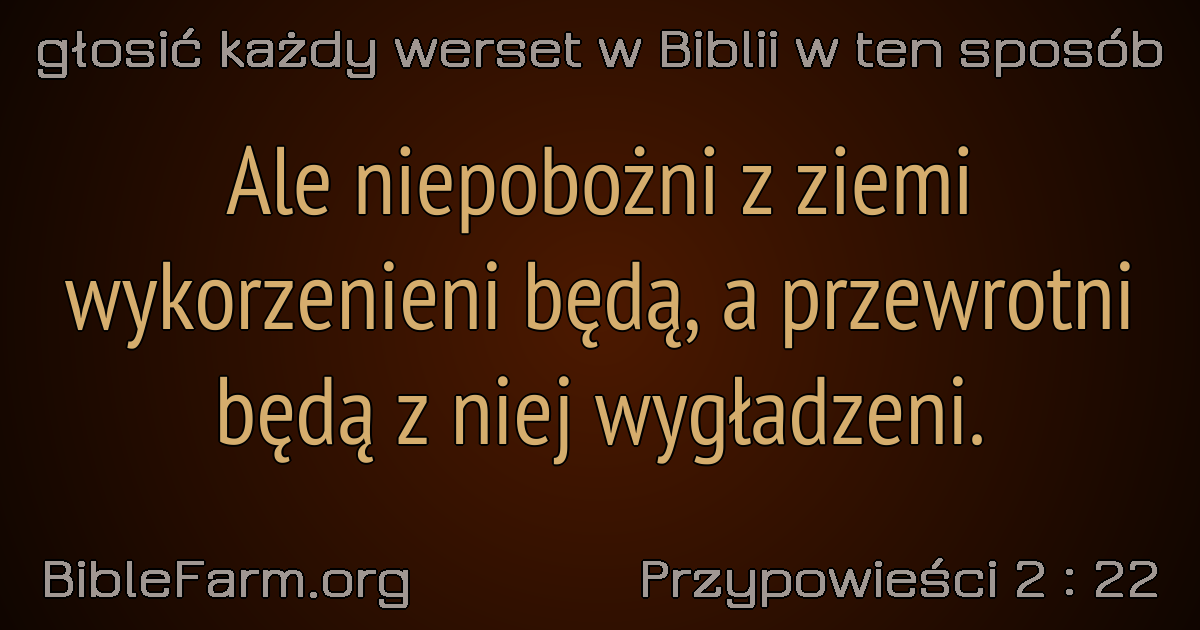 głosić każdy werset w Biblii w ten sposób
Ale niepobożni z ziemi
wykorzenieni będą, a przewrotni
będą z niej wygładzeni.
BibleFarm.org
Przypowieści 2 : 22